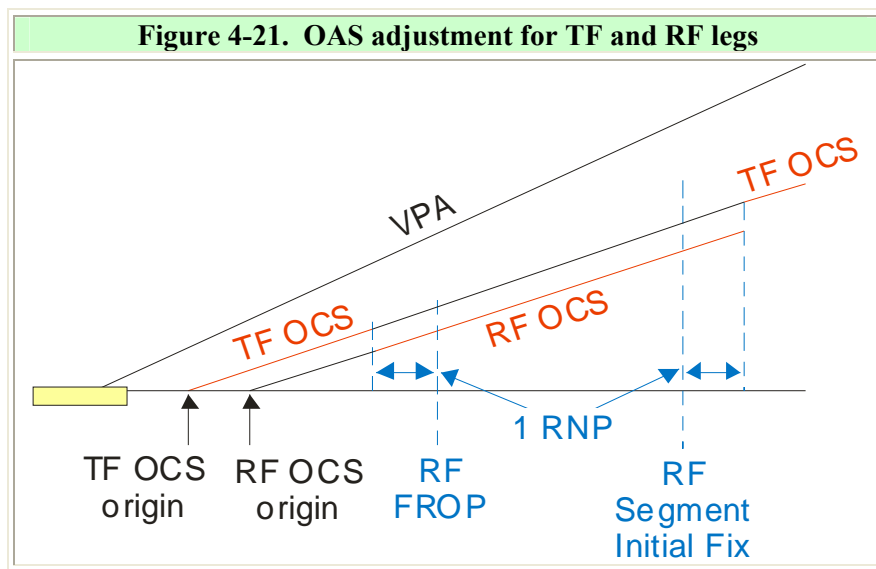 Figure 4-21.  OAS adjustment for TF and RF legs
TF OCS
VPA
TF OCS
RF OCS
1 RNP
TF OCS
origin
RF OCS
origin
RF
FROP
RF
Segment
Initial Fix